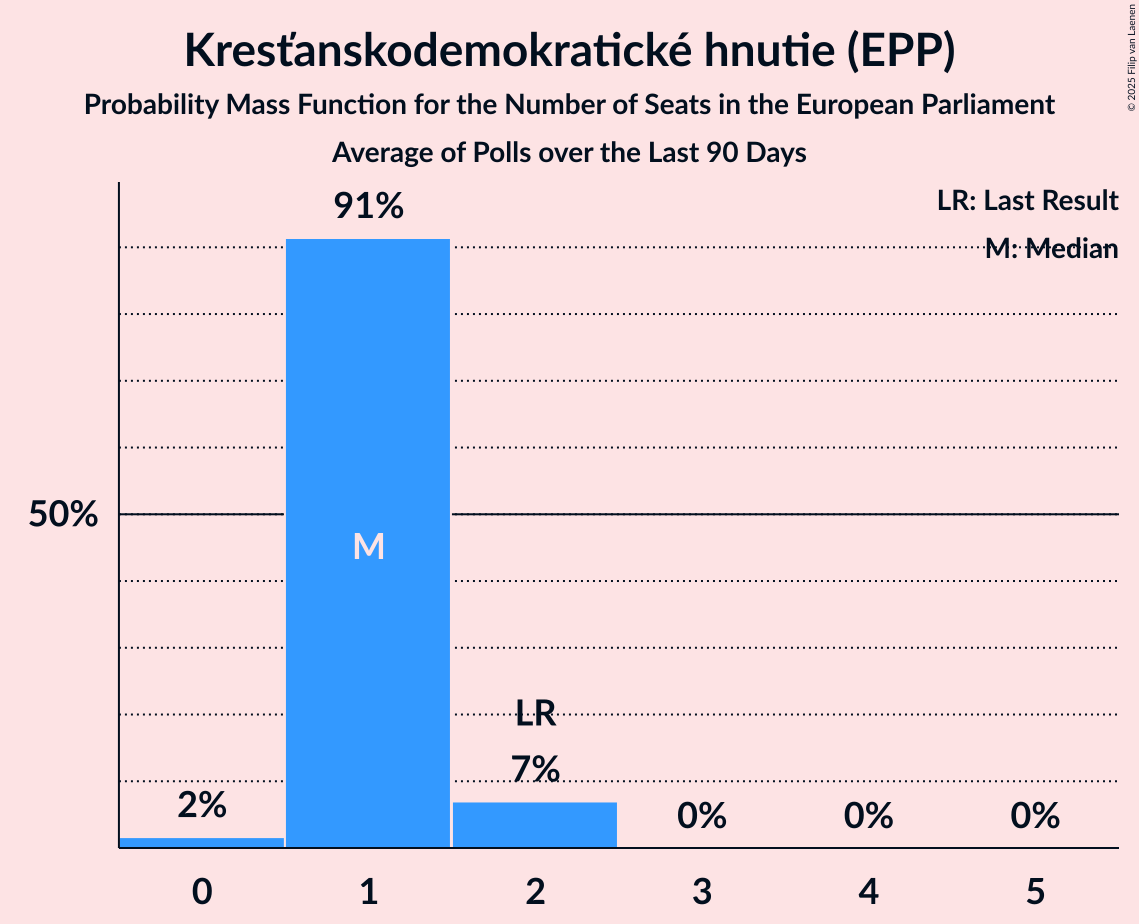 Kresťanskodemokratické hnutie (EPP)
Probability Mass Function for the Number of Seats in the European Parliament
Average of Polls over the Last 90 Days
© 2025 Filip van Laenen
LR: Last Result
M: Median
91%
50%
M
LR
7%
2%
0%
0%
0%
0
1
2
3
4
5